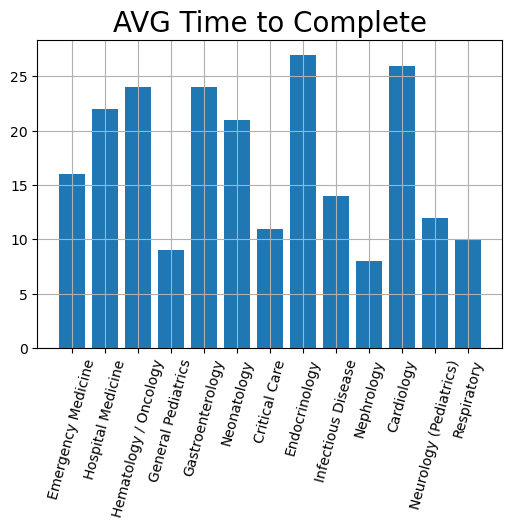 AVG Time to Complete
25
20
15
10
5
0
Emergency Medicine
Hospital Medicine
Hematology / Oncology
General Pediatrics
Gastroenterology
Neonatology
Critical Care
Endocrinology
Infectious Disease
Nephrology
Cardiology
Neurology (Pediatrics)
Respiratory